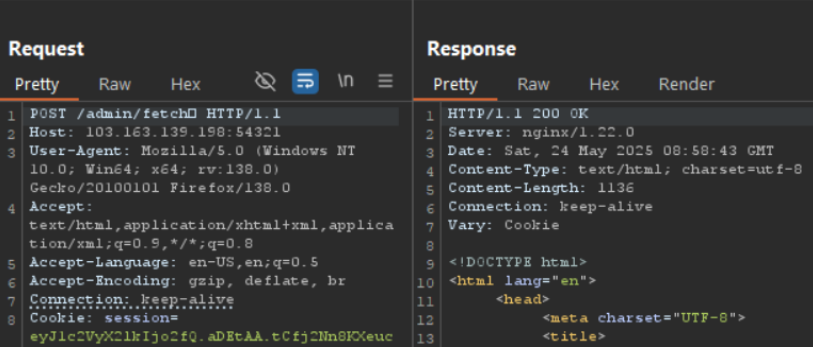 Request
Pretty Raw Hex \n
1 POST /admin/fetch□ HTTP/1.1
2 Host: 103.163.139.198:54321
3 User-Agent: Mozilla/5.0 (Windows NT
10.0; Win64; x64; rv:138.0)
Gecko/20100101 Firefox/138.0
4 Accept:
text/html,application/xhtml+xml,applica
tion/xml;q=0.9,*/*;q=0.8
5 Accept-Language: en-US,en;q=0.5
6 Accept-Encoding: gzip, deflate, br
7 Connection: keep-alive
8 Cookie: session=
eyJ1c2VyX2lkIjo2fQ.aDEtAA.tCfj2Nn8KXeuc
Response
Pretty Raw Hex Render
1 HTTP/1.1 200 OK
2 Server: nginx/1.22.0
3 Date: Sat, 24 May 2025 08:58:43 GMT
4 Content-Type: text/html; charset=utf-8
5 Content-Length: 1136
6 Connection: keep-alive
7 Vary: Cookie
8
9 <!DOCTYPE html>
10 <html lang="en">
11 <head>
12 <meta charset="UTF-8">
13 <title>